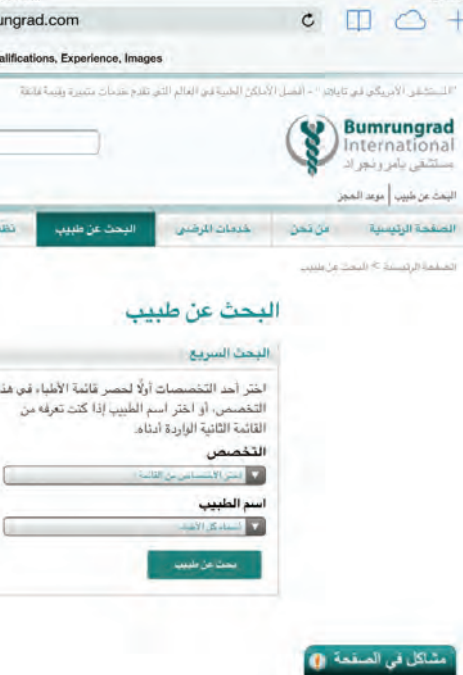 ungrad.com
alifications, Experience, Images
"المستشفى الأمريكي في تايلاند" - أفضل الأماكن الطبية في العالم التي تقدم خدمات متميزة وقيمة فائقة
Bumrungrad
International
مستشفى بامرونجراد
البحث عن طبيب | موعد الحجز
الصفحة الرئيسية من نحن خدمات المرضى البحث عن طبيب
الصفحة الرئيسية > البحث عن طبيب
البحث عن طبيب
البحث السريع
اختر أحد التخصصات أولًا لحصر قائمة الأطباء في هذ
التخصص، أو اختر اسم الطبيب إذا كنت تعرفه من
القائمة الثانية الواردة أدناه.
التخصص
اختر الأختصاص من القائمة
اسم الطبيب
أسماء كل الأطباء
بحث عن طبيب
مشاكل في الصفحة